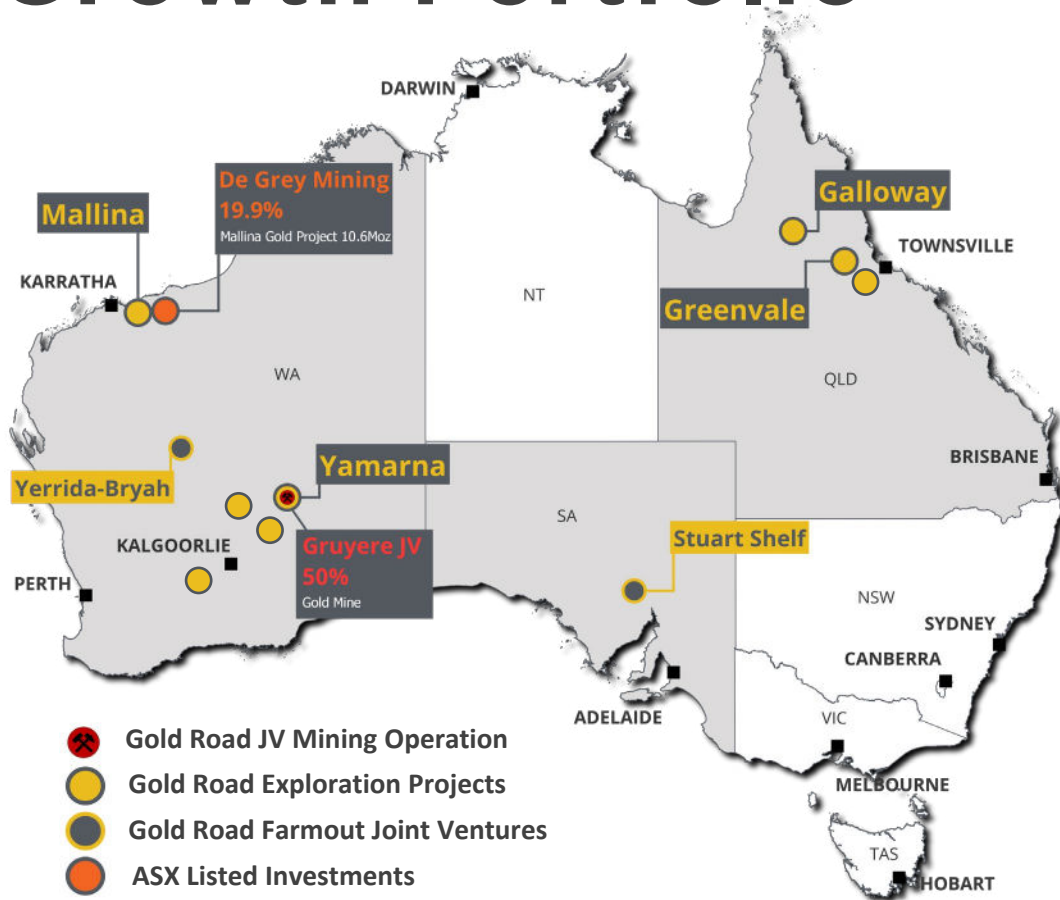 Growth Portfolio
DARWIN
De Grey Mining
19.9%
Mallina Gold Project 10.6Moz
Mallina
Galloway
KARRATHA
TOWNSVILLE
NT
Greenvale
WA
QLD
BRISBANE
Yamarna
Yerrida-Bryah
SA
Stuart Shelf
KALGOORLIE
Gruyere JV
50%
Gold Mine
PERTH
NSW
SYDNEY
CANBERRA
ADELAIDE
VIC
MELBOURNE
TAS
HOBART
Gold Road JV Mining Operation
Gold Road Exploration Projects
Gold Road Farmout Joint Ventures
ASX Listed Investments